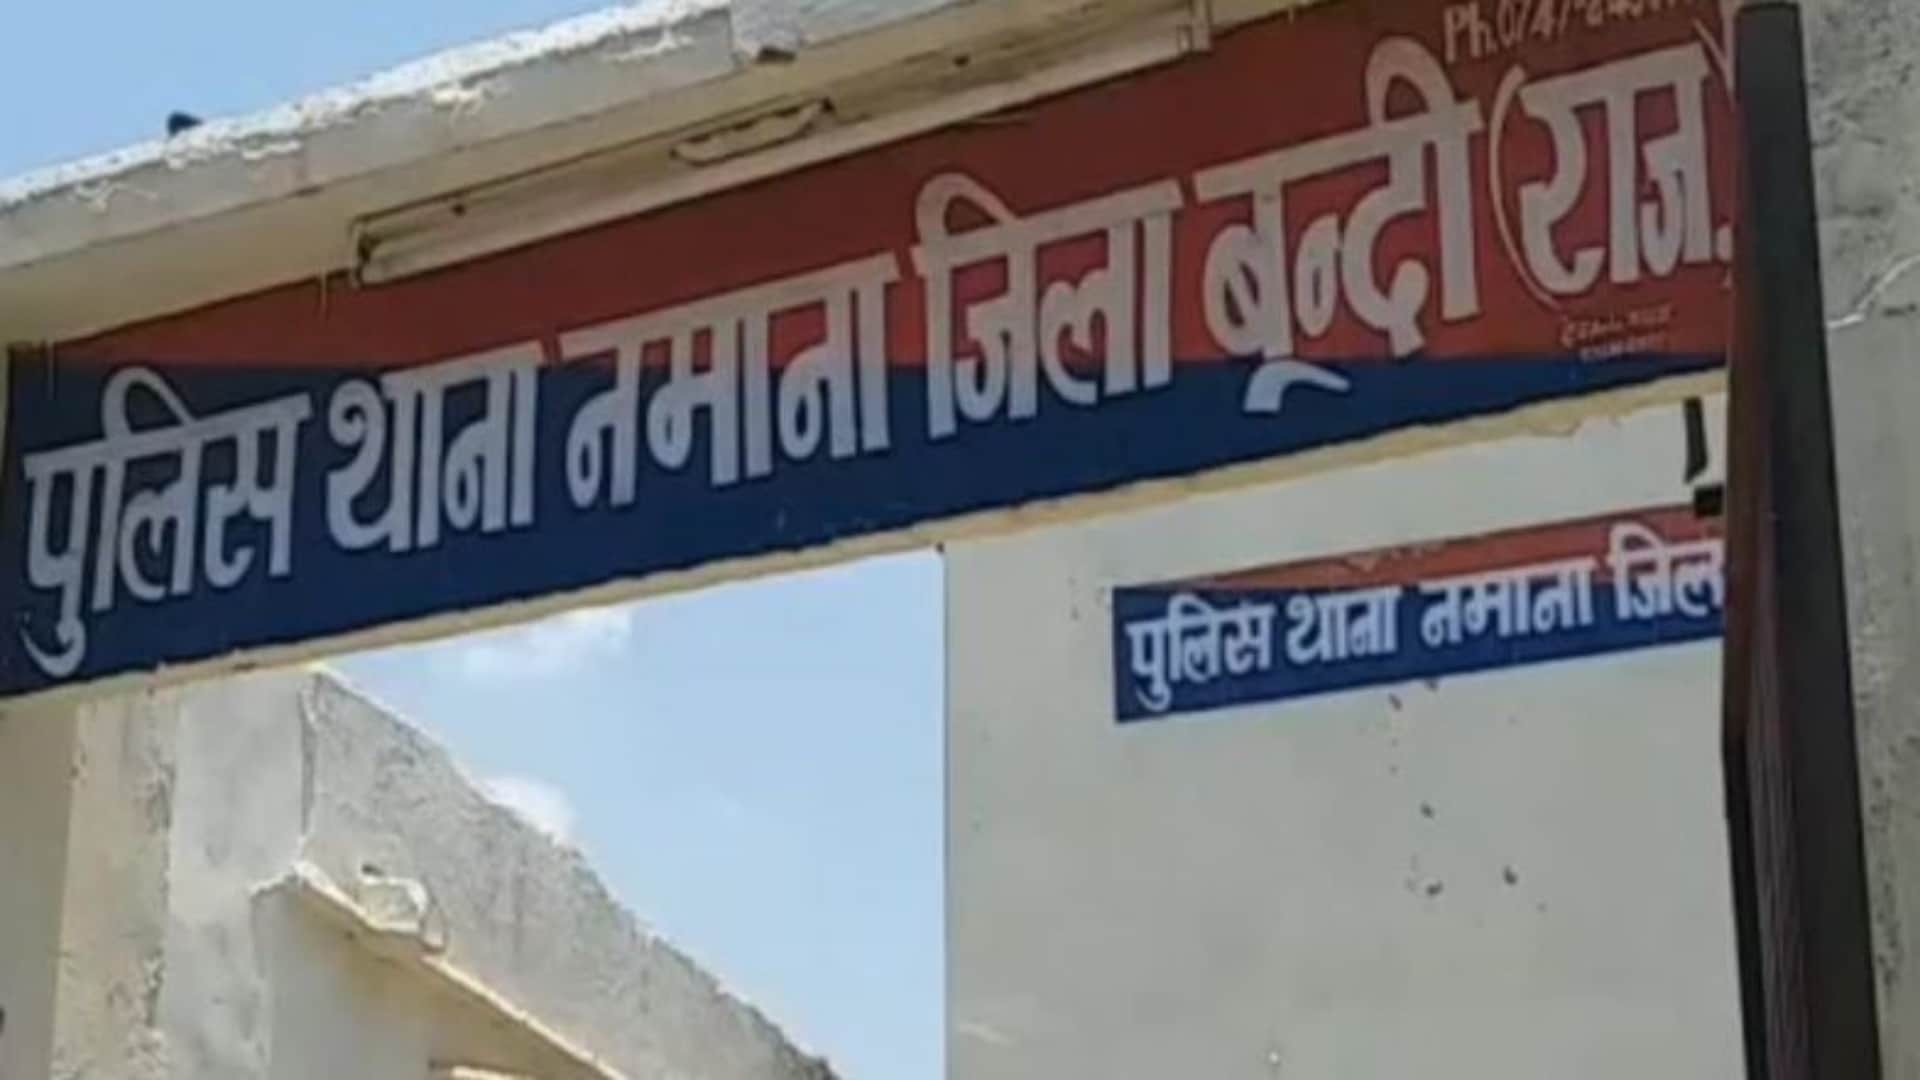 पुलिस थाना नमाना जिला बून्दी (राज.)
पुलिस थाना नमाना जिल